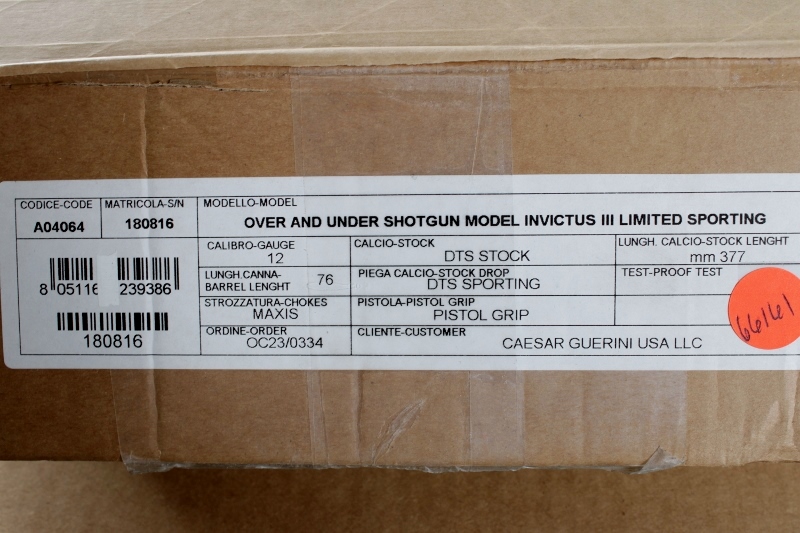 CODICE-CODE MATRICOLA-S/N MODELLO-MODEL
A04064 180816 OVER AND UNDER SHOTGUN MODEL INVICTUS III LIMITED SPORTING
CALIBRO-GAUGE CALCIO-STOCK LUNGH. CALCIO-STOCK LENGHT
12 DTS STOCK mm 377
LUNGH.CANNA- 76 PIEGA CALCIO-STOCK DROP TEST-PROOF TEST
BARREL LENGHT DTS SPORTING
8 05116 239386
STROZZATURA-CHOKES PISTOLA-PISTOL GRIP
MAXIS PISTOL GRIP
66161
ORDINE-ORDER CLIENTE-CUSTOMER
180816 OC23/0334 CAESAR GUERINI USA LLC